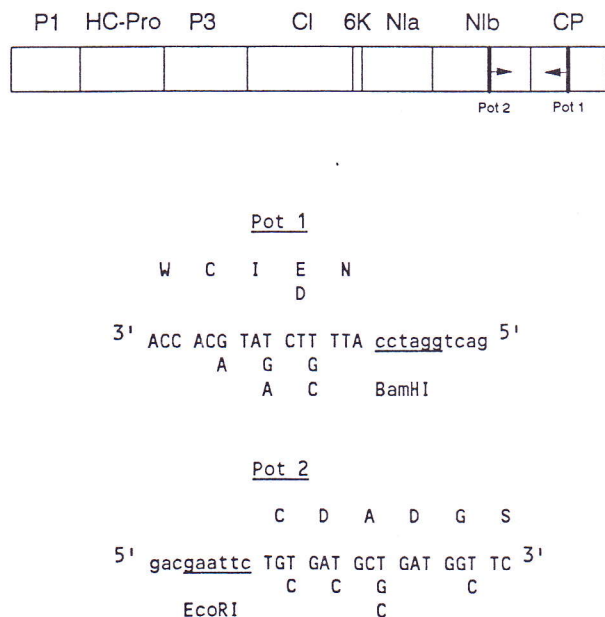 P1 HC-Pro P3 CI 6K NIa NIb CP
Pot 2 Pot 1
Pot 1
W C I E N
D
3' ACC ACG TAT CTT TTA cctaggtcag 5'
A G G
A C BamHI
Pot 2
C D A D G S
5' gacgaattc TGT GAT GCT GAT GGT TC 3'
C C G C
EcoRI C